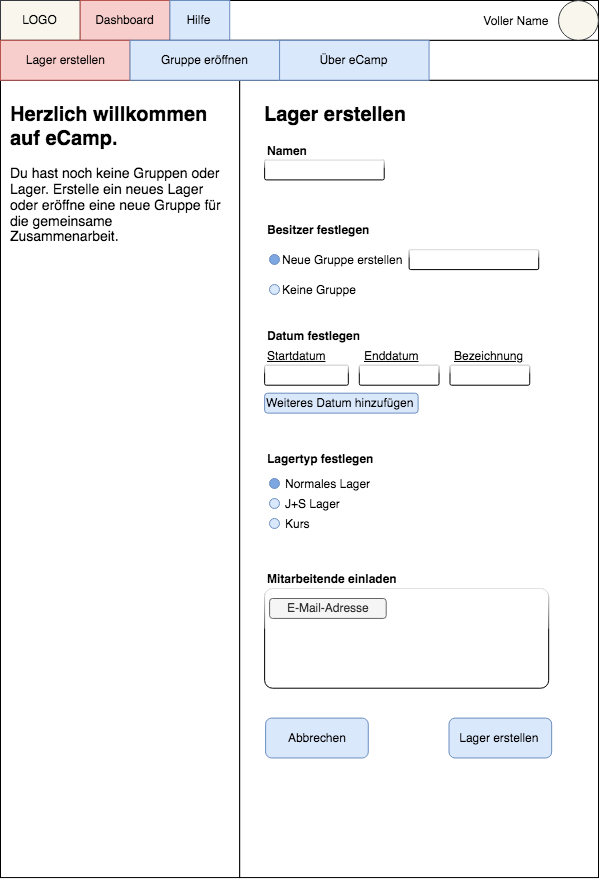 LOGO
Dashboard
Hilfe
Voller Name
Lager erstellen
Gruppe eröffnen
Über eCamp
Herzlich willkommen
auf eCamp.
Du hast noch keine Gruppen oder
Lager. Erstelle ein neues Lager
oder eröffne eine neue Gruppe für
die gemeinsame
Zusammenarbeit.
Lager erstellen
Namen
Besitzer festlegen
Neue Gruppe erstellen
Keine Gruppe
Datum festlegen
Startdatum
Enddatum
Bezeichnung
Weiteres Datum hinzufügen
Lagertyp festlegen
Normales Lager
J+S Lager
Kurs
Mitarbeitende einladen
E-Mail-Adresse
Abbrechen
Lager erstellen